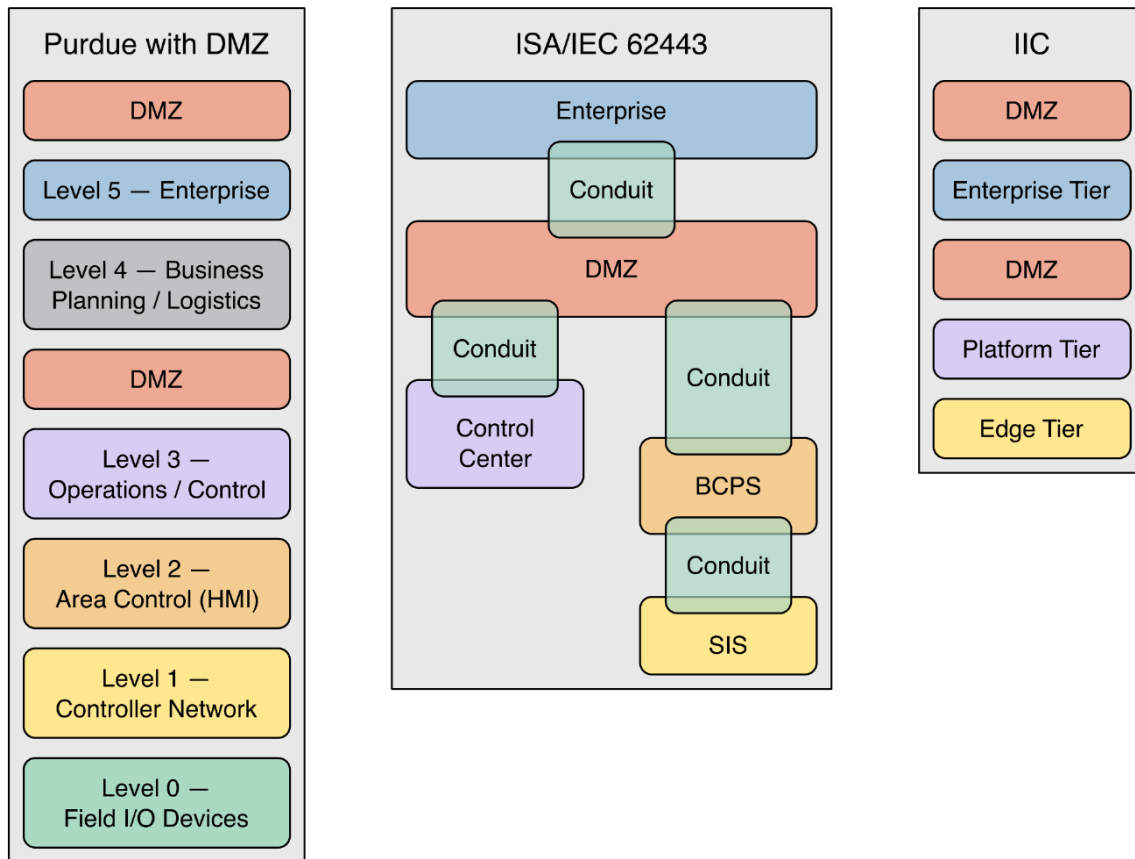 Purdue with DMZ
DMZ
Level 5 — Enterprise
Level 4 — Business
Planning / Logistics
DMZ
Level 3 —
Operations / Control
Level 2 —
Area Control (HMI)
Level 1 —
Controller Network
Level 0 —
Field I/O Devices
ISA/IEC 62443
Enterprise
Conduit
DMZ
Conduit
Conduit
Control
Center
BCPS
Conduit
SIS
IIC
DMZ
Enterprise Tier
DMZ
Platform Tier
Edge Tier